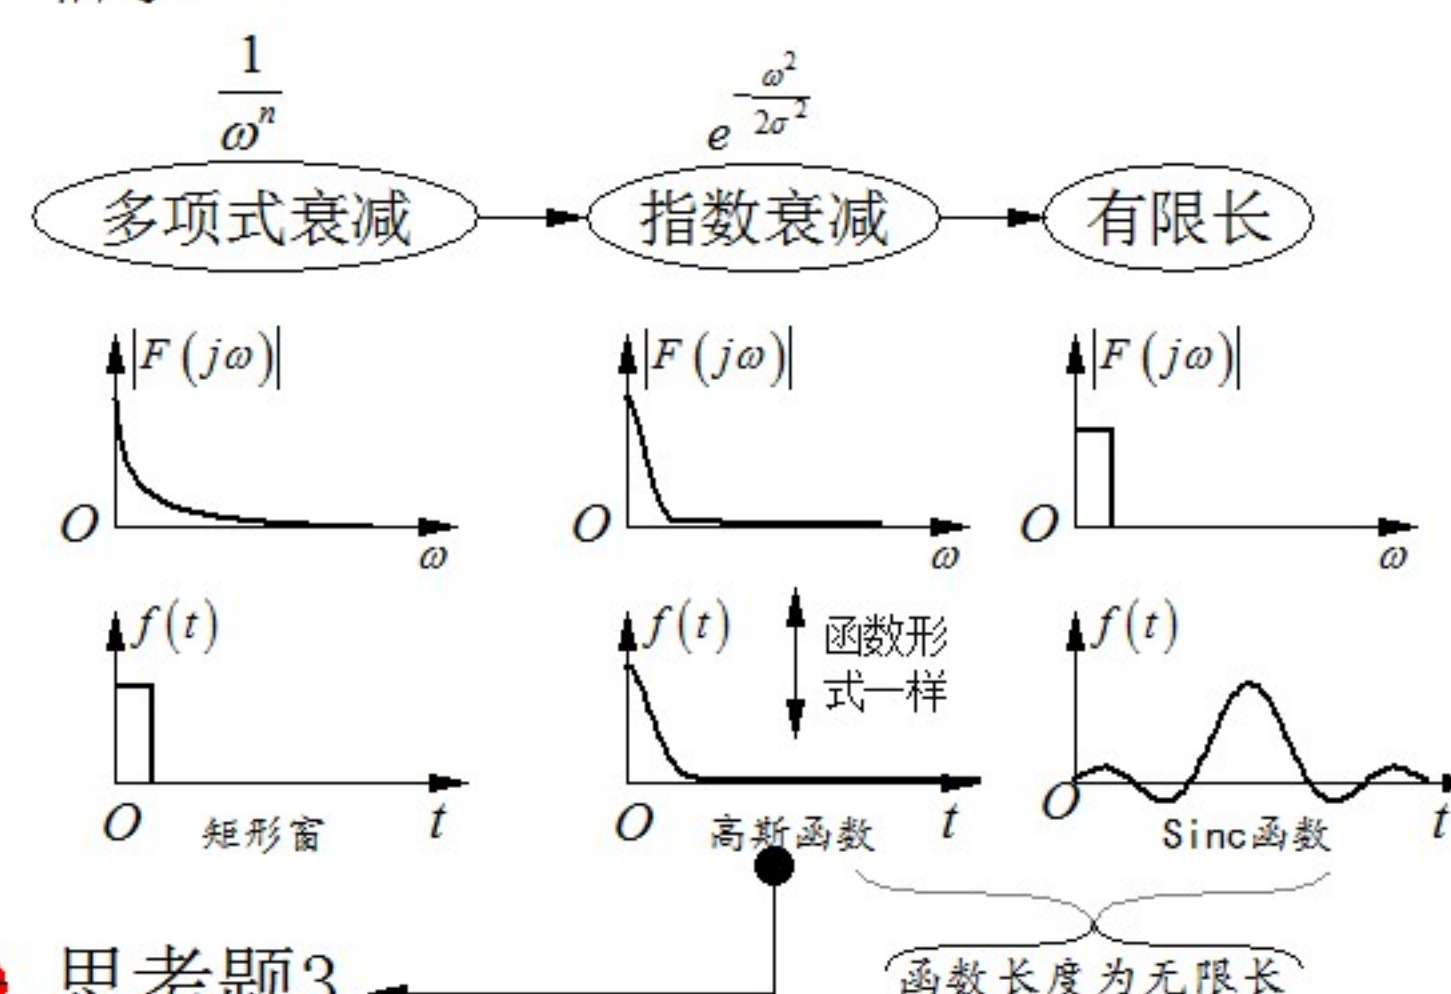 1/ωⁿ
e^(-ω²/2σ²)
多项式衰减
指数衰减
有限长
|F(jω)|
|F(jω)|
|F(jω)|
O
ω
O
ω
O
ω
f(t)
f(t)
函数形
式一样
f(t)
O
矩形窗
t
O
高斯函数
t
O
Sinc函数
t
思考题3
函数长度为无限长